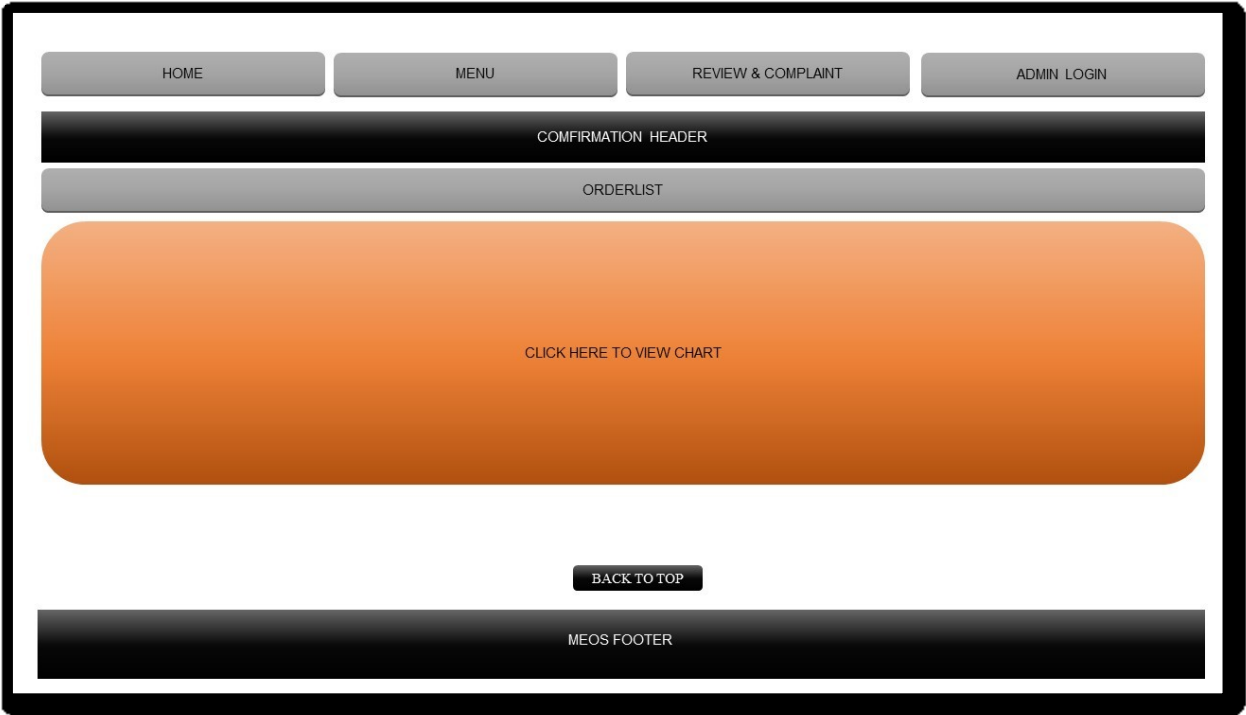 HOME
MENU
REVIEW & COMPLAINT
ADMIN LOGIN
COMFIRMATION HEADER
ORDERLIST
CLICK HERE TO VIEW CHART
BACK TO TOP
MEOS FOOTER